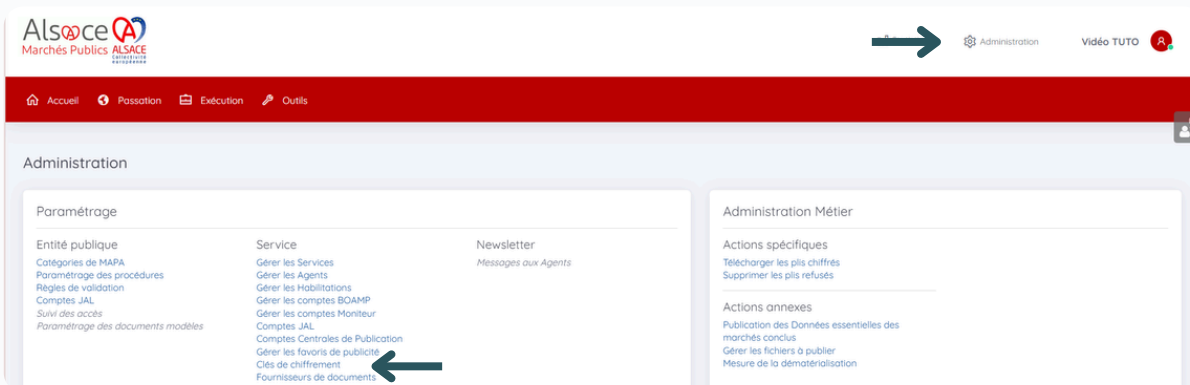 Alsace
Marchés Publics ALSACE
Collectivité
européenne
Administration
Vidéo TUTO
Accueil
Passation
Exécution
Outils
Administration
Paramétrage
Entité publique
Catégories de MAPA
Paramétrage des procédures
Règles de validation
Comptes JAL
Suivi des accès
Paramétrage des documents modèles
Service
Gérer les Services
Gérer les Agents
Gérer les Habilitations
Gérer les comptes BOAMP
Gérer les comptes Moniteur
Comptes JAL
Comptes Centrales de Publication
Gérer les favoris de publicité
Clés de chiffrement
Fournisseurs de documents
Newsletter
Messages aux Agents
Administration Métier
Actions spécifiques
Télécharger les plis chiffrés
Supprimer les plis refusés
Actions annexes
Publication des Données essentielles des
marchés conclus
Gérer les fichiers à publier
Mesure de la dématérialisation